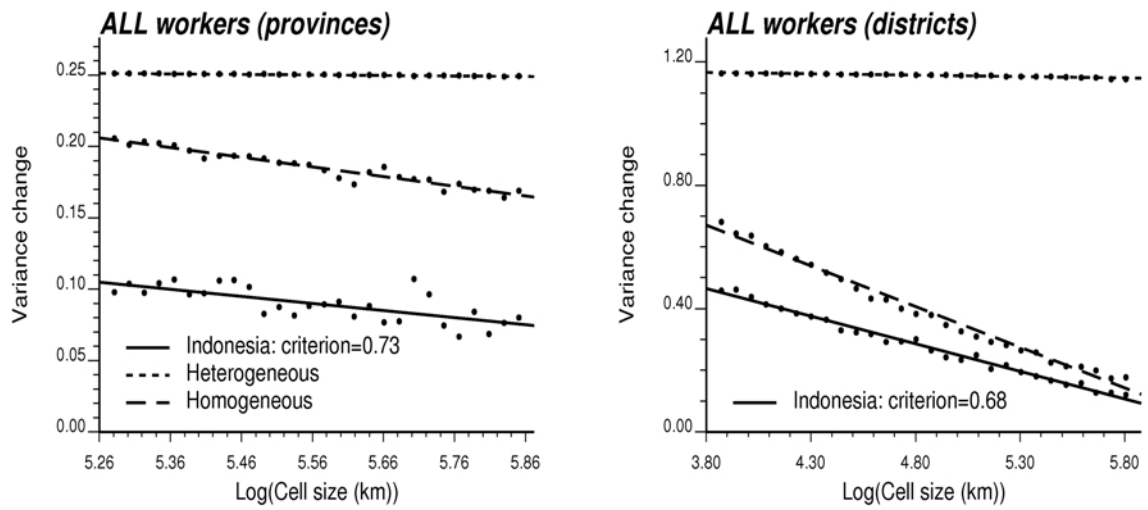 ALL workers (provinces)
Variance change
0.25
0.20
0.15
0.10
0.05
0.00
Indonesia: criterion=0.73
Heterogeneous
Homogeneous
5.26 5.36 5.46 5.56 5.66 5.76 5.86
Log(Cell size (km))
ALL workers (districts)
Variance change
1.20
0.80
0.40
0.00
Indonesia: criterion=0.68
3.80 4.30 4.80 5.30 5.80
Log(Cell size (km))